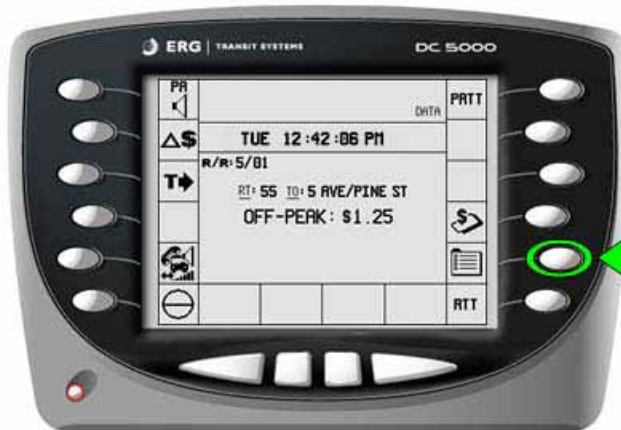 ERG | TRANSIT SYSTEMS
DC 5000
PA
PRTT
DATA
△$
TUE 12:42:06 PM
R/R: 5/01
T
RT: 55 TO: 5 AVE/PINE ST
OFF-PEAK: $1.25
$
RTT